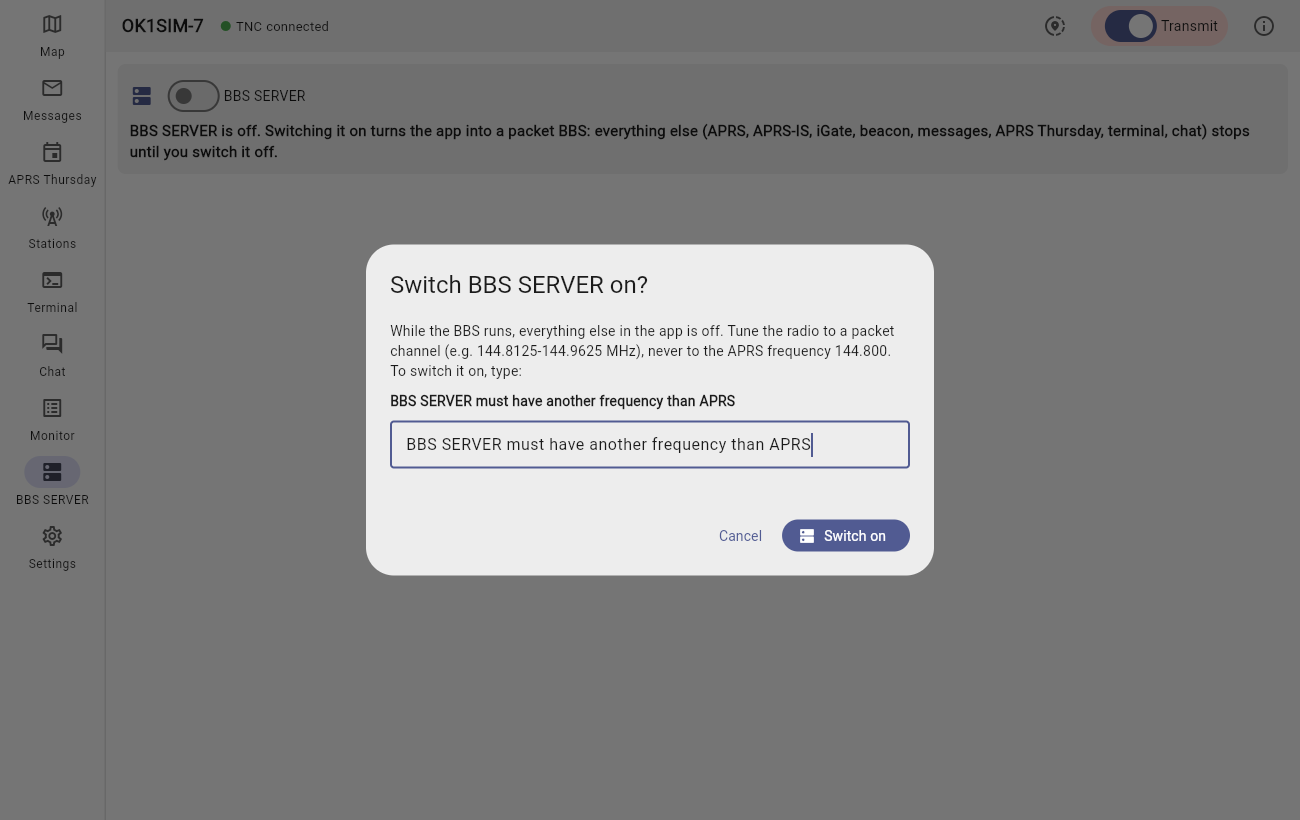 OK1SIM-7
TNC connected
Transmit
Map
Messages
APRS Thursday
Stations
Terminal
Chat
Monitor
BBS SERVER
Settings
BBS SERVER
BBS SERVER is off. Switching it on turns the app into a packet BBS: everything else (APRS, APRS-IS, iGate, beacon, messages, APRS Thursday, terminal, chat) stops
until you switch it off.
Switch BBS SERVER on?
While the BBS runs, everything else in the app is off. Tune the radio to a packet
channel (e.g. 144.8125-144.9625 MHz), never to the APRS frequency 144.800.
To switch it on, type:
BBS SERVER must have another frequency than APRS
BBS SERVER must have another frequency than APRS
Cancel
Switch on